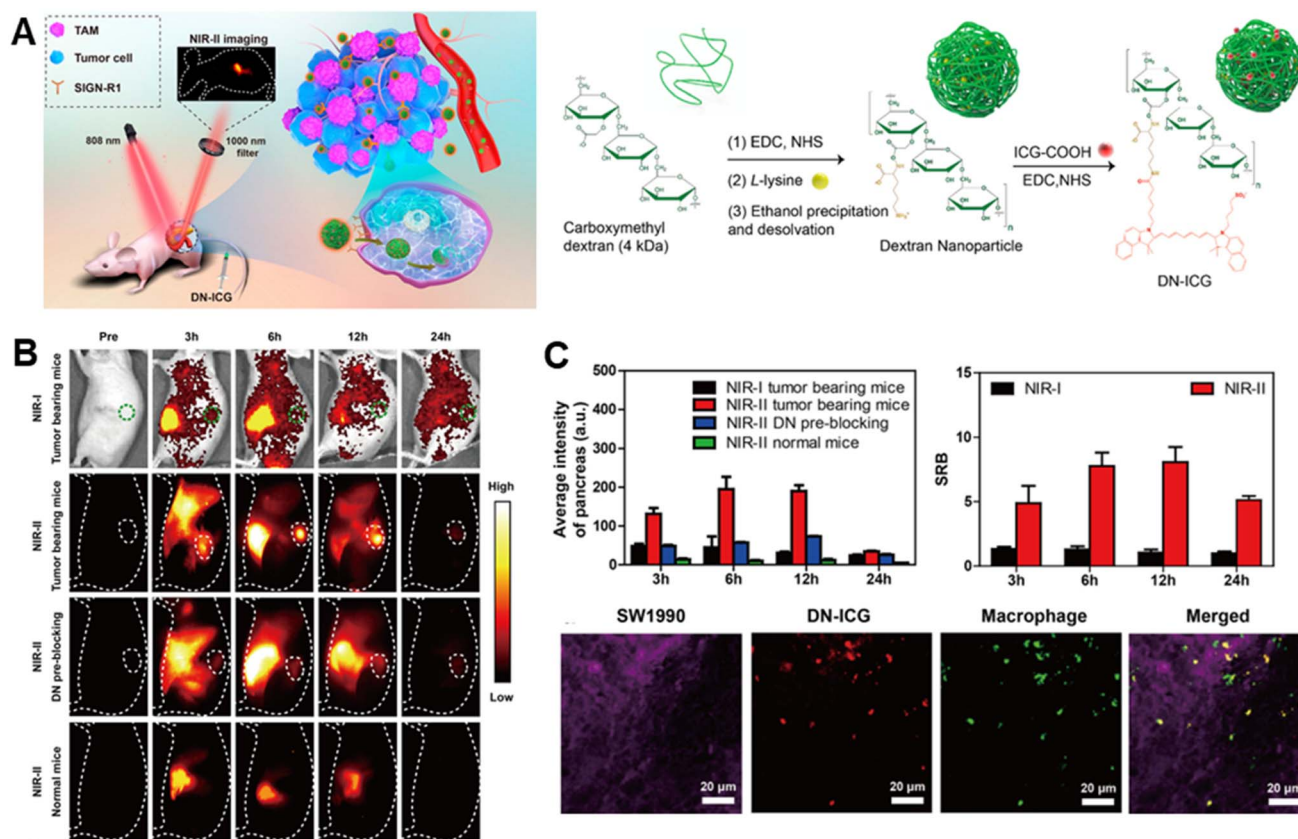 A
TAM
Tumor cell
SIGN-R1
NIR-II imaging
808 nm
1000 nm
filter
DN-ICG
Carboxymethyl
dextran (4 kDa)
(1) EDC, NHS
(2) L-lysine
(3) Ethanol precipitation
and desolvation
Dextran Nanoparticle
ICG-COOH
EDC,NHS
DN-ICG
B
Pre
3h
6h
12h
24h
NIR-I
Tumor bearing mice
NIR-II
Tumor bearing mice
NIR-II
DN pre-blocking
NIR-II
Normal mice
High
Low
C
Average intensity
of pancreas (a.u.)
500
400
300
200
100
0
NIR-I tumor bearing mice
NIR-II tumor bearing mice
NIR-II DN pre-blocking
NIR-II normal mice
3h
6h
12h
24h
SRB
15
10
5
0
NIR-I
NIR-II
3h
6h
12h
24h
SW1990
DN-ICG
Macrophage
Merged
20 μm
20 μm
20 μm
20 μm